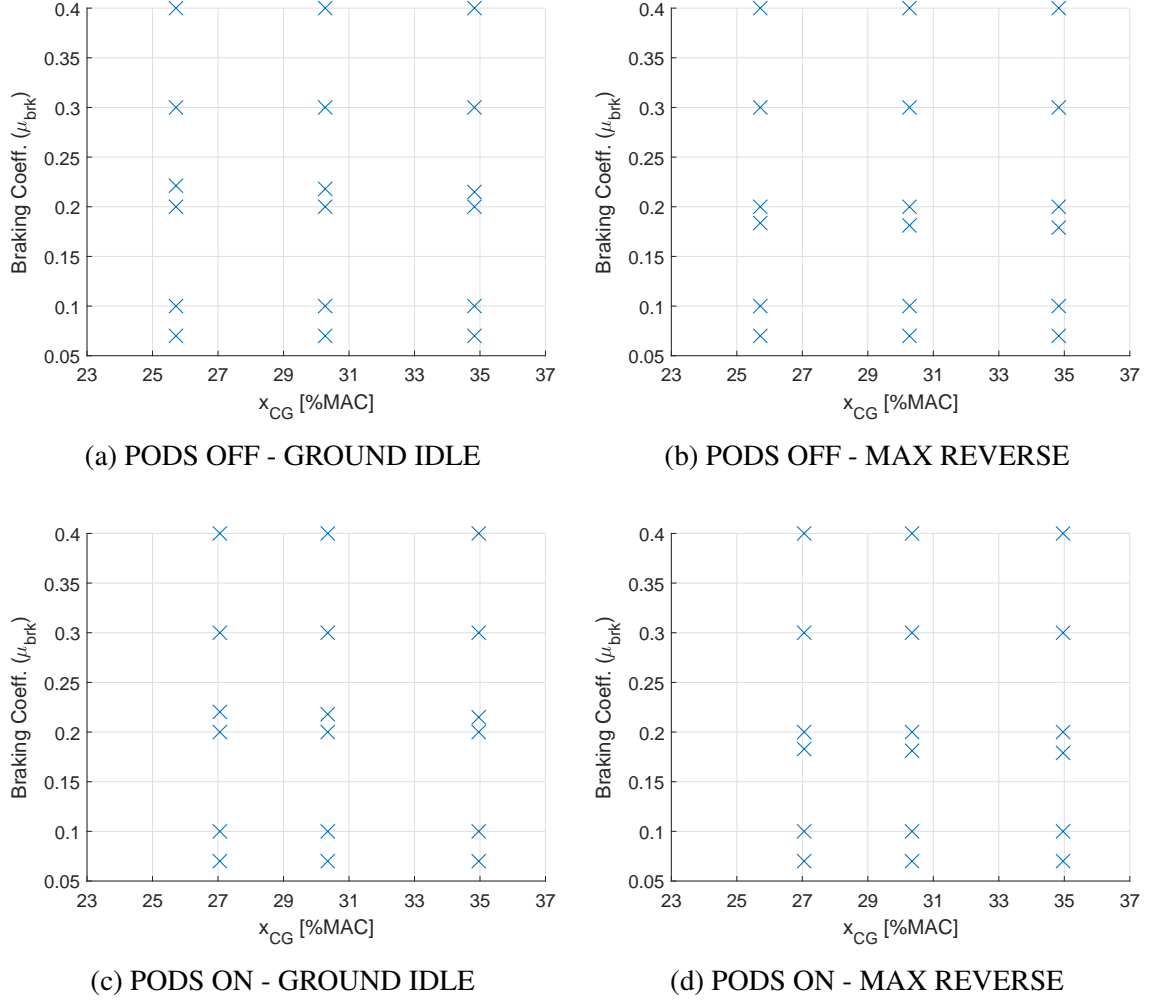 0.4
0.35
0.3
0.25
0.2
0.15
0.1
0.05
Braking Coeff. (μbrk)
23 25 27 29 31 33 35 37
xCG [%MAC]
(a) PODS OFF - GROUND IDLE
0.4
0.35
0.3
0.25
0.2
0.15
0.1
0.05
Braking Coeff. (μbrk)
23 25 27 29 31 33 35 37
xCG [%MAC]
(b) PODS OFF - MAX REVERSE
0.4
0.35
0.3
0.25
0.2
0.15
0.1
0.05
Braking Coeff. (μbrk)
23 25 27 29 31 33 35 37
xCG [%MAC]
(c) PODS ON - GROUND IDLE
0.4
0.35
0.3
0.25
0.2
0.15
0.1
0.05
Braking Coeff. (μbrk)
23 25 27 29 31 33 35 37
xCG [%MAC]
(d) PODS ON - MAX REVERSE